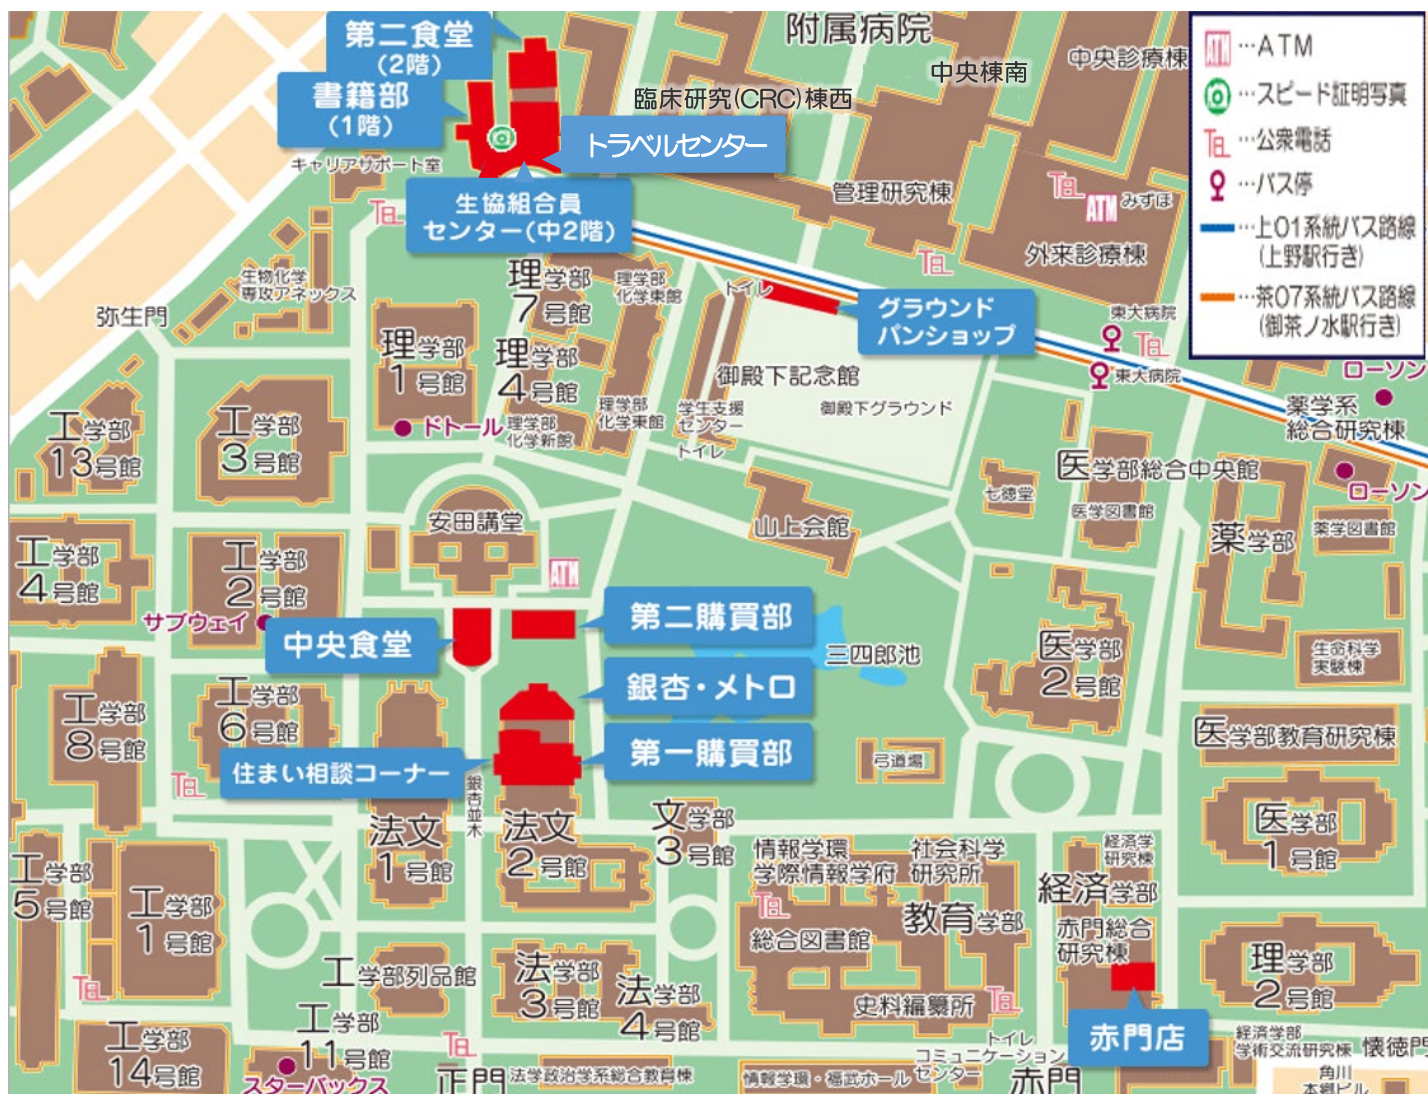 第二食堂
(2階)
書籍部
(1階)
キャリアサポート室
トラベルセンター
生協組合員
センター(中2階)
臨床研究(CRC)棟西
附属病院
中央棟南
中央診療棟
管理研究棟
TEL
ATM
みずほ
外来診療棟
TEL
TEL
ATM
…ATM
…スピード証明写真
TEL
…公衆電話
…バス停
…上01系統バス路線
(上野駅行き)
…茶07系統バス路線
(御茶ノ水駅行き)
弥生門
生物化学
専攻アネックス
理学部
7号館
理学部
化学東館
トイレ
グラウンド
パンショップ
東大病院
TEL
東大病院
ローソン
薬学系
総合研究棟
ローソン
理学部
1号館
理学部
4号館
ドトール
理学部
化学新館
理学部
化学東館
学生支援
センター
トイレ
御殿下記念館
御殿下グラウンド
工学部
13号館
工学部
3号館
安田講堂
山上会館
七徳堂
医学部総合中央館
医学図書館
薬学部
薬学図書館
工学部
4号館
工学部
2号館
サブウェイ
ATM
中央食堂
第二購買部
銀杏・メトロ
第一購買部
住まい相談コーナー
三四郎池
医学部
2号館
生命科学
実験棟
工学部
8号館
工学部
6号館
TEL
銀杏並木
弓道場
医学部教育研究棟
法文
1号館
法文
2号館
文学部
3号館
情報学環
学際情報学府
社会科学
研究所
経済学
研究棟
医学部
1号館
工学部
5号館
工学部
1号館
TEL
総合図書館
教育学部
経済学部
赤門総合
研究棟
工学部列品館
法学部
3号館
法学部
4号館
史料編纂所
TEL
理学部
2号館
TEL
工学部
14号館
工学部
11号館
スターバックス
TEL
正門
法学政治学系総合教育棟
情報学環・福武ホール
トイレ
コミュニケーション
センター
赤門
赤門店
経済学部
学術交流研究棟
懐徳門
角川
本郷ビル